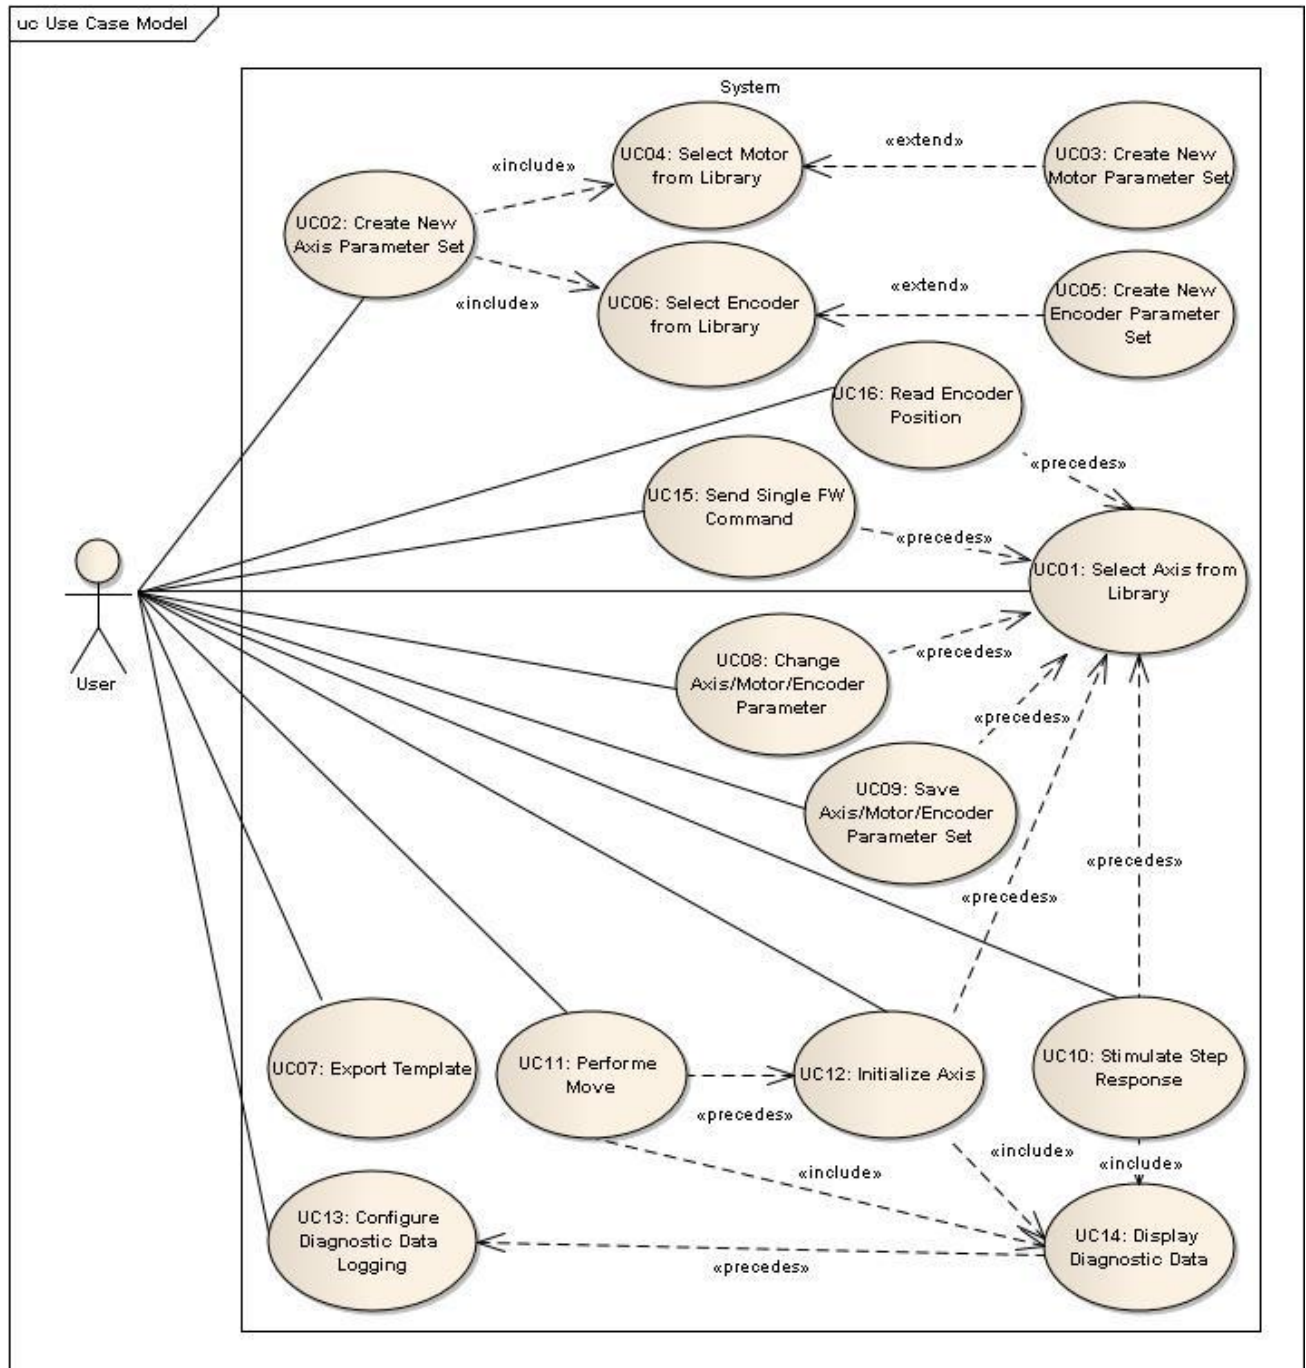 uc Use Case Model
System
UC04: Select Motor
from Library
«extend»
UC03: Create New
Motor Parameter Set
«include»
UC02: Create New
Axis Parameter Set
«include»
UC06: Select Encoder
from Library
«extend»
UC05: Create New
Encoder Parameter
Set
UC16: Read Encoder
Position
«precedes»
UC15: Send Single FW
Command
«precedes»
UC01: Select Axis from
Library
User
UC08: Change
Axis/Motor/Encoder
Parameter
«precedes»
«precedes»
UC09: Save
Axis/Motor/Encoder
Parameter Set
«precedes»
«precedes»
UC07: Export Template
UC11: Performe
Move
«precedes»
UC12: Initialize Axis
UC10: Stimulate Step
Response
«include»
«include»
«include»
UC13: Configure
Diagnostic Data
Logging
«precedes»
UC14: Display
Diagnostic Data